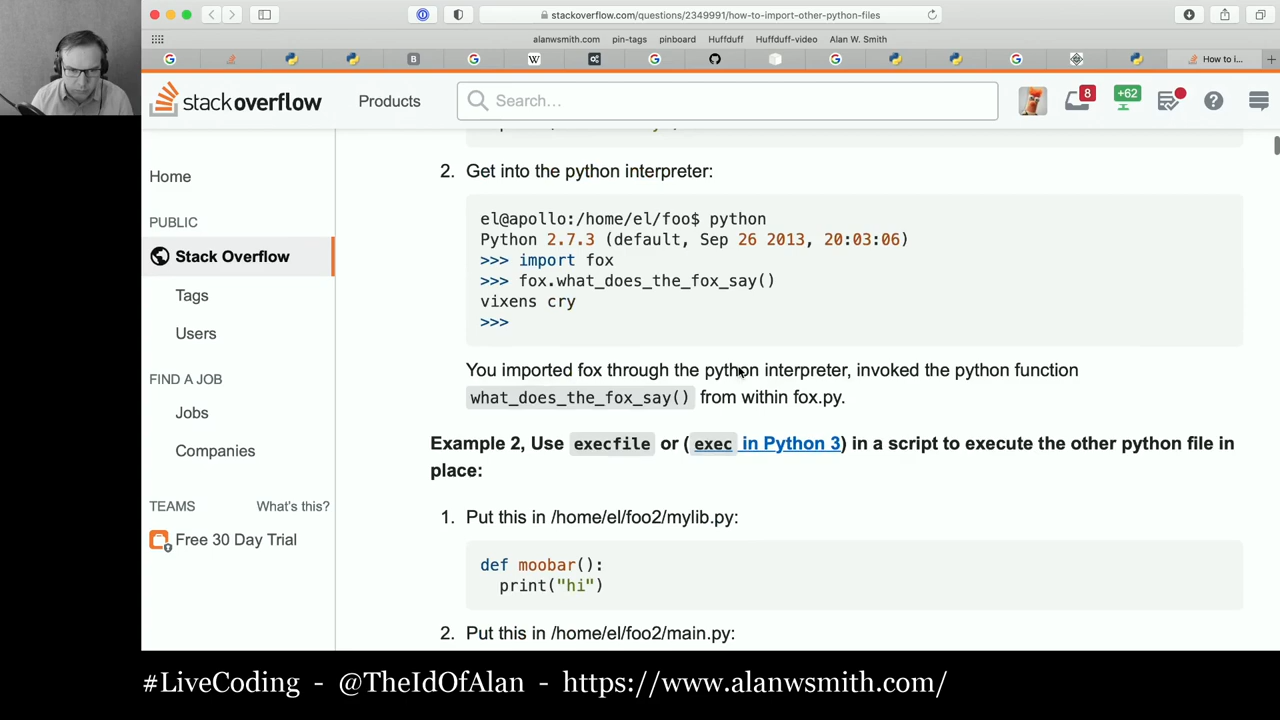 stackoverflow.com/questions/2349991/how-to-import-other-python-files
alanwsmith.com pin-tags pinboard Huffduff Huffduff-video Alan W. Smith
How to i...
stackoverflow Products Search... 8 +62
Home
PUBLIC
Stack Overflow
Tags
Users
FIND A JOB
Jobs
Companies
TEAMS What's this?
Free 30 Day Trial
2. Get into the python interpreter:
el@apollo:/home/el/foo$ python
Python 2.7.3 (default, Sep 26 2013, 20:03:06)
>>> import fox
>>> fox.what_does_the_fox_say()
vixens cry
>>>
You imported fox through the python interpreter, invoked the python function
what_does_the_fox_say() from within fox.py.
Example 2, Use execfile or (exec in Python 3) in a script to execute the other python file in
place:
1. Put this in /home/el/foo2/mylib.py:
def moobar():
print("hi")
2. Put this in /home/el/foo2/main.py:
#LiveCoding - @TheIdOfAlan - https://www.alanwsmith.com/